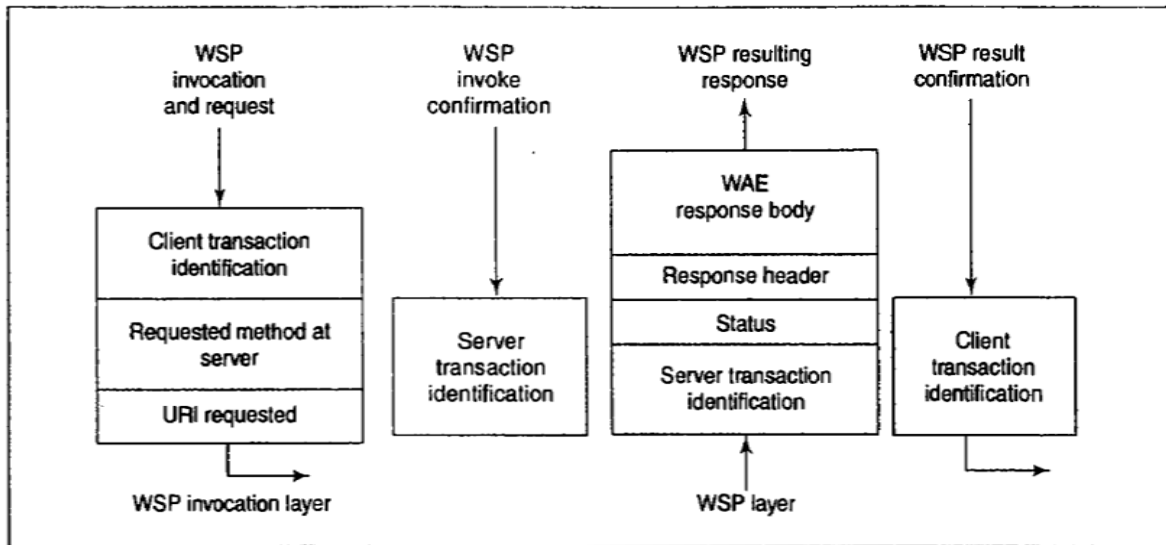 WSP
invocation
and request
WSP
invoke
confirmation
WSP resulting
response
WSP result
confirmation
Client transaction
identification
Requested method at
server
URI requested
WSP invocation layer
Server
transaction
identification
WAE
response body
Response header
Status
Server transaction
identification
WSP layer
Client
transaction
identification